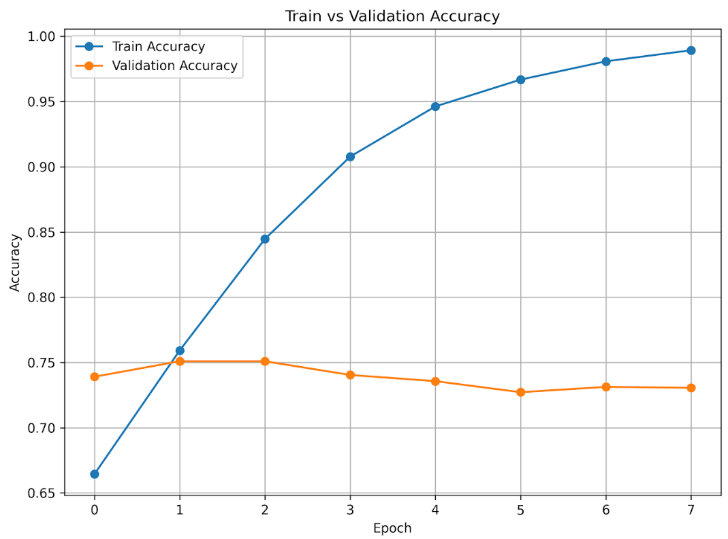 Train vs Validation Accuracy
Train Accuracy
Validation Accuracy
1.00
0.95
0.90
0.85
0.80
0.75
0.70
0.65
Accuracy
0 1 2 3 4 5 6 7
Epoch